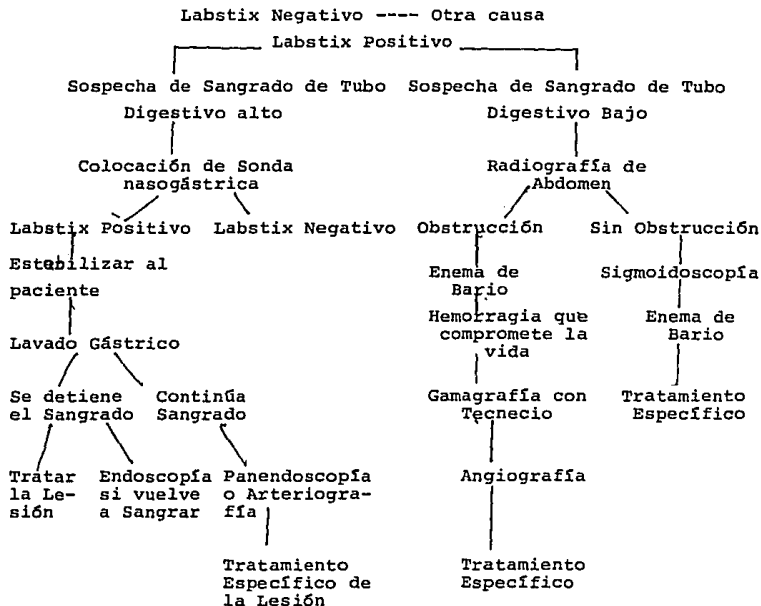 Labstix Negativo ---- Otra causa
Labstix Positivo
Sospecha de Sangrado de Tubo
Digestivo alto
Sospecha de Sangrado de Tubo
Digestivo Bajo
Colocación de Sonda
nasogástrica
Radiografía de
Abdomen
Labstix Positivo
Labstix Negativo
Obstrucción
Sin Obstrucción
Estabilizar al
paciente
Enema de
Bario
Sigmoidoscopía
Hemorragia que
compromete la
vida
Enema de
Bario
Lavado Gástrico
Se detiene
el Sangrado
Continúa
Sangrado
Gamagrafía con
Tecnecio
Tratamiento
Específico
Tratar
la Le-
sión
Endoscopía
si vuelve
a Sangrar
Panendoscopía
o Arteriogra-
fía
Angiografía
Tratamiento
Específico de
la Lesión
Tratamiento
Específico